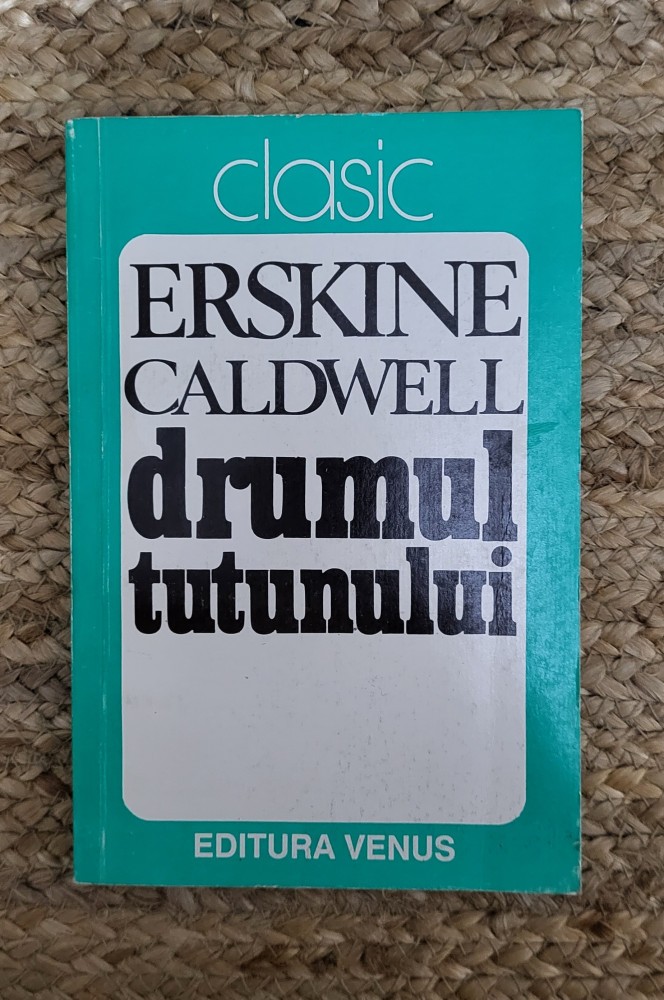 clasic
ERSKINE
CALDWELL
drumul
tutunului
EDITURA VENUS